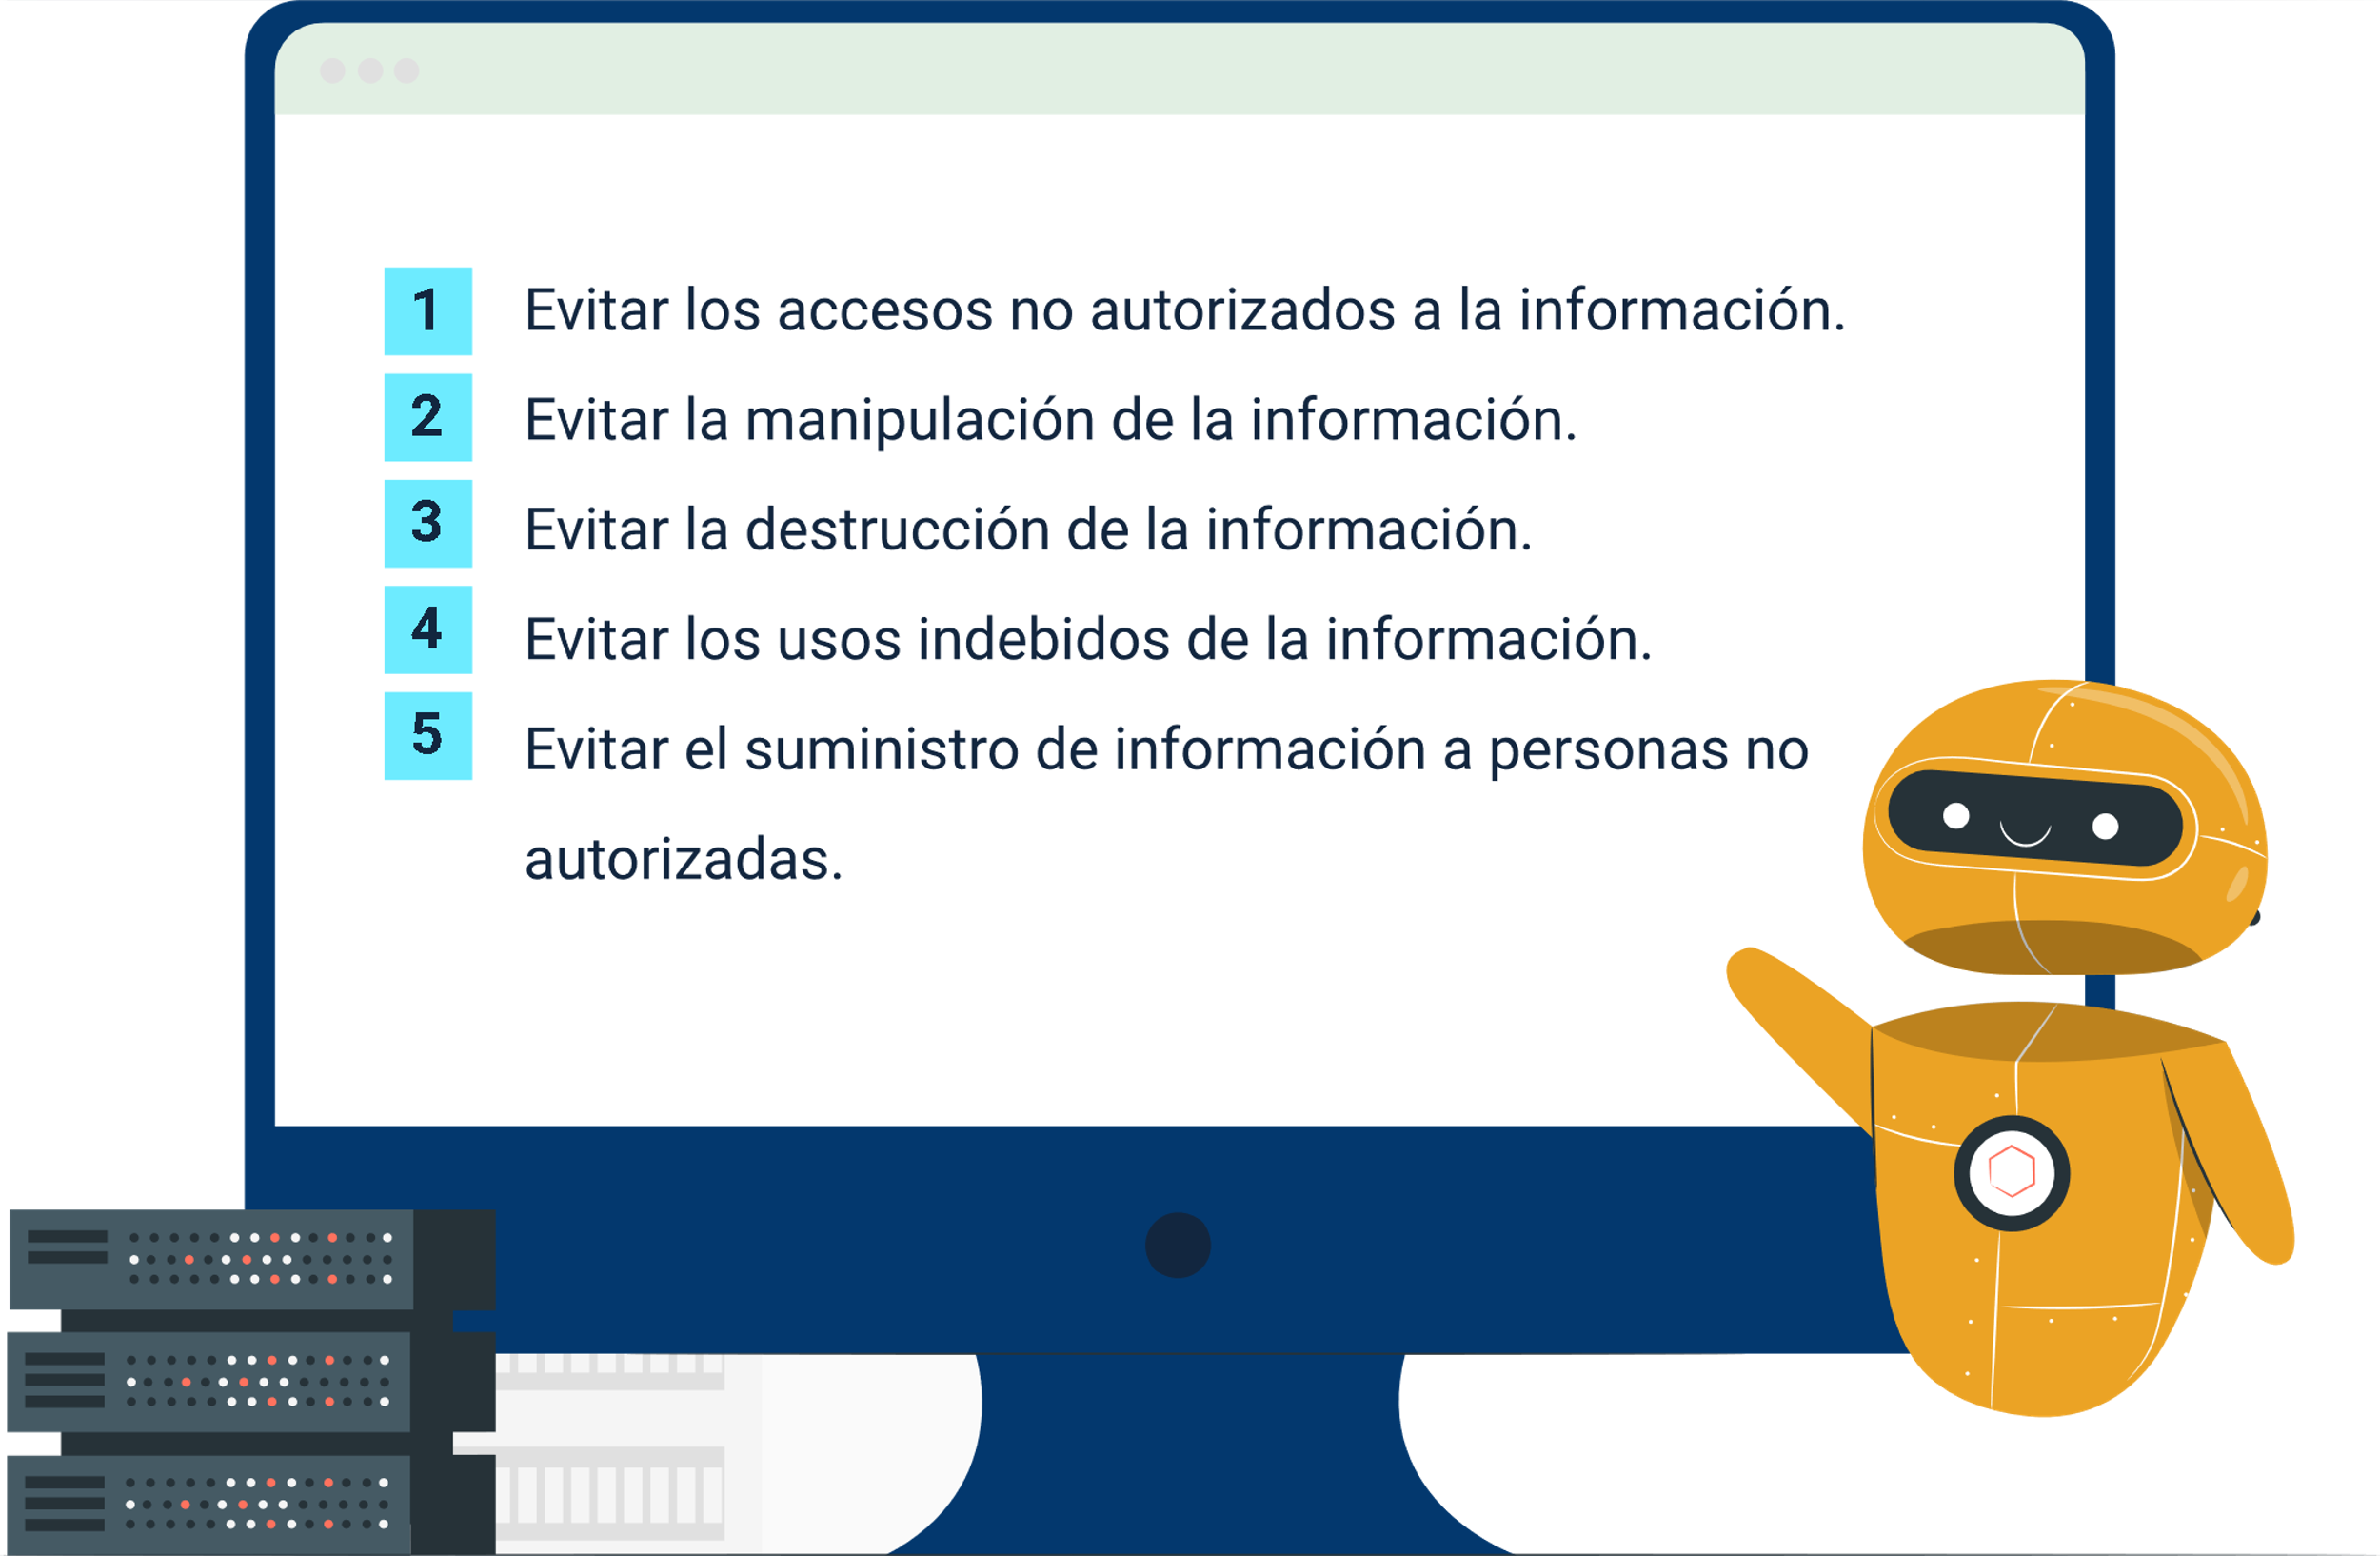 1 Evitar los accesos no autorizados a la información.
2 Evitar la manipulación de la información.
3 Evitar la destrucción de la información.
4 Evitar los usos indebidos de la información.
5 Evitar el suministro de información a personas no
autorizadas.